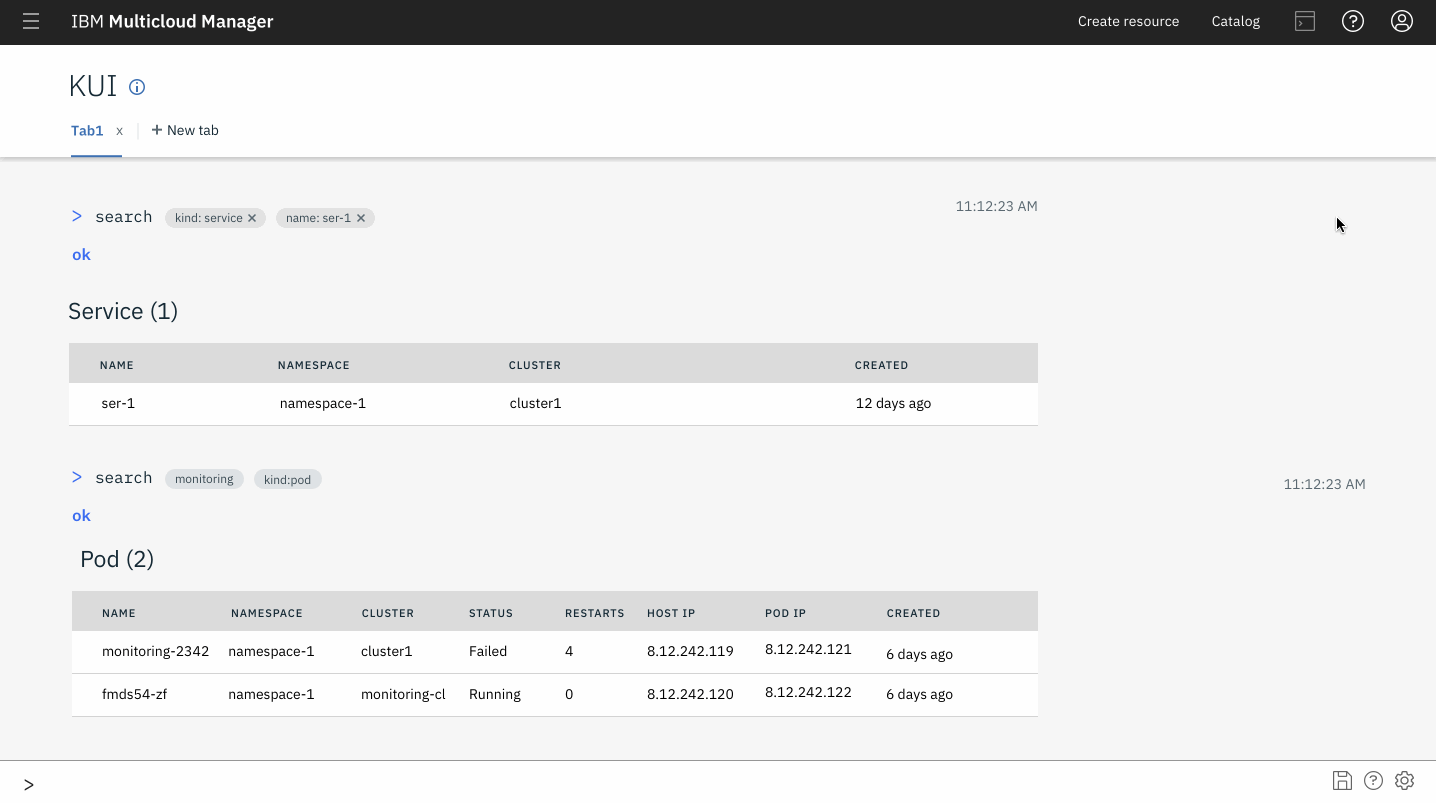 IBM Multicloud Manager Create resource Catalog
KUI
Tab1 x + New tab
> search kind: service × name: ser-1 × 11:12:23 AM
ok
Service (1)
NAME NAMESPACE CLUSTER CREATED
ser-1 namespace-1 cluster1 12 days ago
> search monitoring kind:pod 11:12:23 AM
ok
Pod (2)
NAME NAMESPACE CLUSTER STATUS RESTARTS HOST IP POD IP CREATED
monitoring-2342 namespace-1 cluster1 Failed 4 8.12.242.119 8.12.242.121 6 days ago
fmds54-zf namespace-1 monitoring-cl Running 0 8.12.242.120 8.12.242.122 6 days ago
>